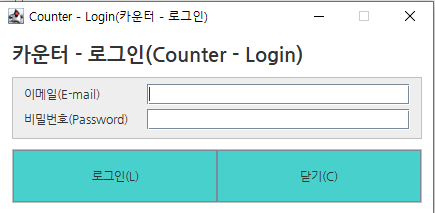 Counter - Login(카운터 - 로그인)
카운터 - 로그인(Counter - Login)
이메일(E-mail)
비밀번호(Password)
로그인(L) 닫기(C)